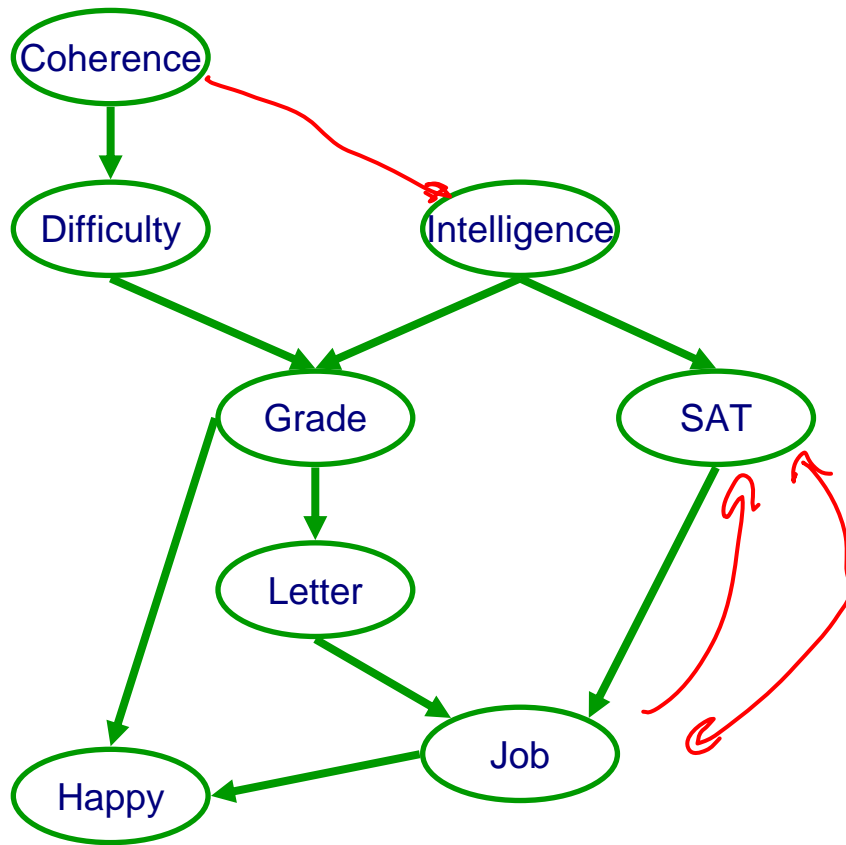 Coherence
Difficulty
Intelligence
Grade
SAT
Letter
Job
Happy